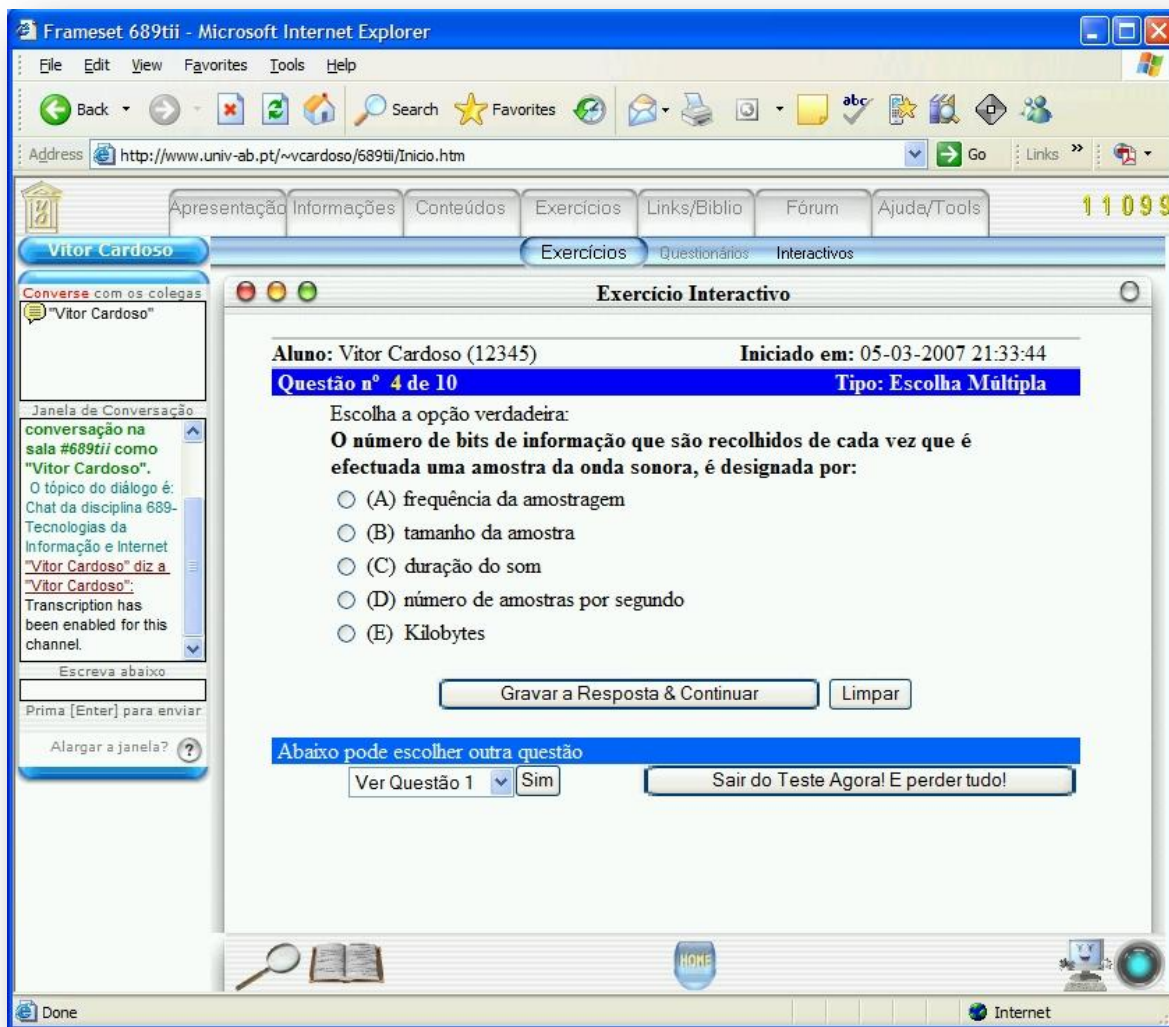 Frameset 689tii - Microsoft Internet Explorer
File Edit View Favorites Tools Help
Back Search Favorites
Address http://www.univ-ab.pt/~vcardoso/689tii/Inicio.htm Go Links »
Apresentação Informações Conteúdos Exercícios Links/Biblio Fórum Ajuda/Tools 11099
Vitor Cardoso
Exercícios Questionários Interactivos
Converse com os colegas
"Vitor Cardoso"
Janela de Conversação
conversação na
sala #689tii como
"Vitor Cardoso".
O tópico do diálogo é:
Chat da disciplina 689-
Tecnologias da
Informação e Internet
"Vitor Cardoso" diz a
"Vitor Cardoso":
Transcription has
been enabled for this
channel.
Escreva abaixo
Prima [Enter] para enviar
Alargar a janela? ?
Exercício Interactivo
Aluno: Vitor Cardoso (12345) Iniciado em: 05-03-2007 21:33:44
Questão nº 4 de 10 Tipo: Escolha Múltipla
Escolha a opção verdadeira:
O número de bits de informação que são recolhidos de cada vez que é
efectuada uma amostra da onda sonora, é designada por:
(A) frequência da amostragem
(B) tamanho da amostra
(C) duração do som
(D) número de amostras por segundo
(E) Kilobytes
Gravar a Resposta & Continuar Limpar
Abaixo pode escolher outra questão
Ver Questão 1 Sim Sair do Teste Agora! E perder tudo!
HOME
Done Internet